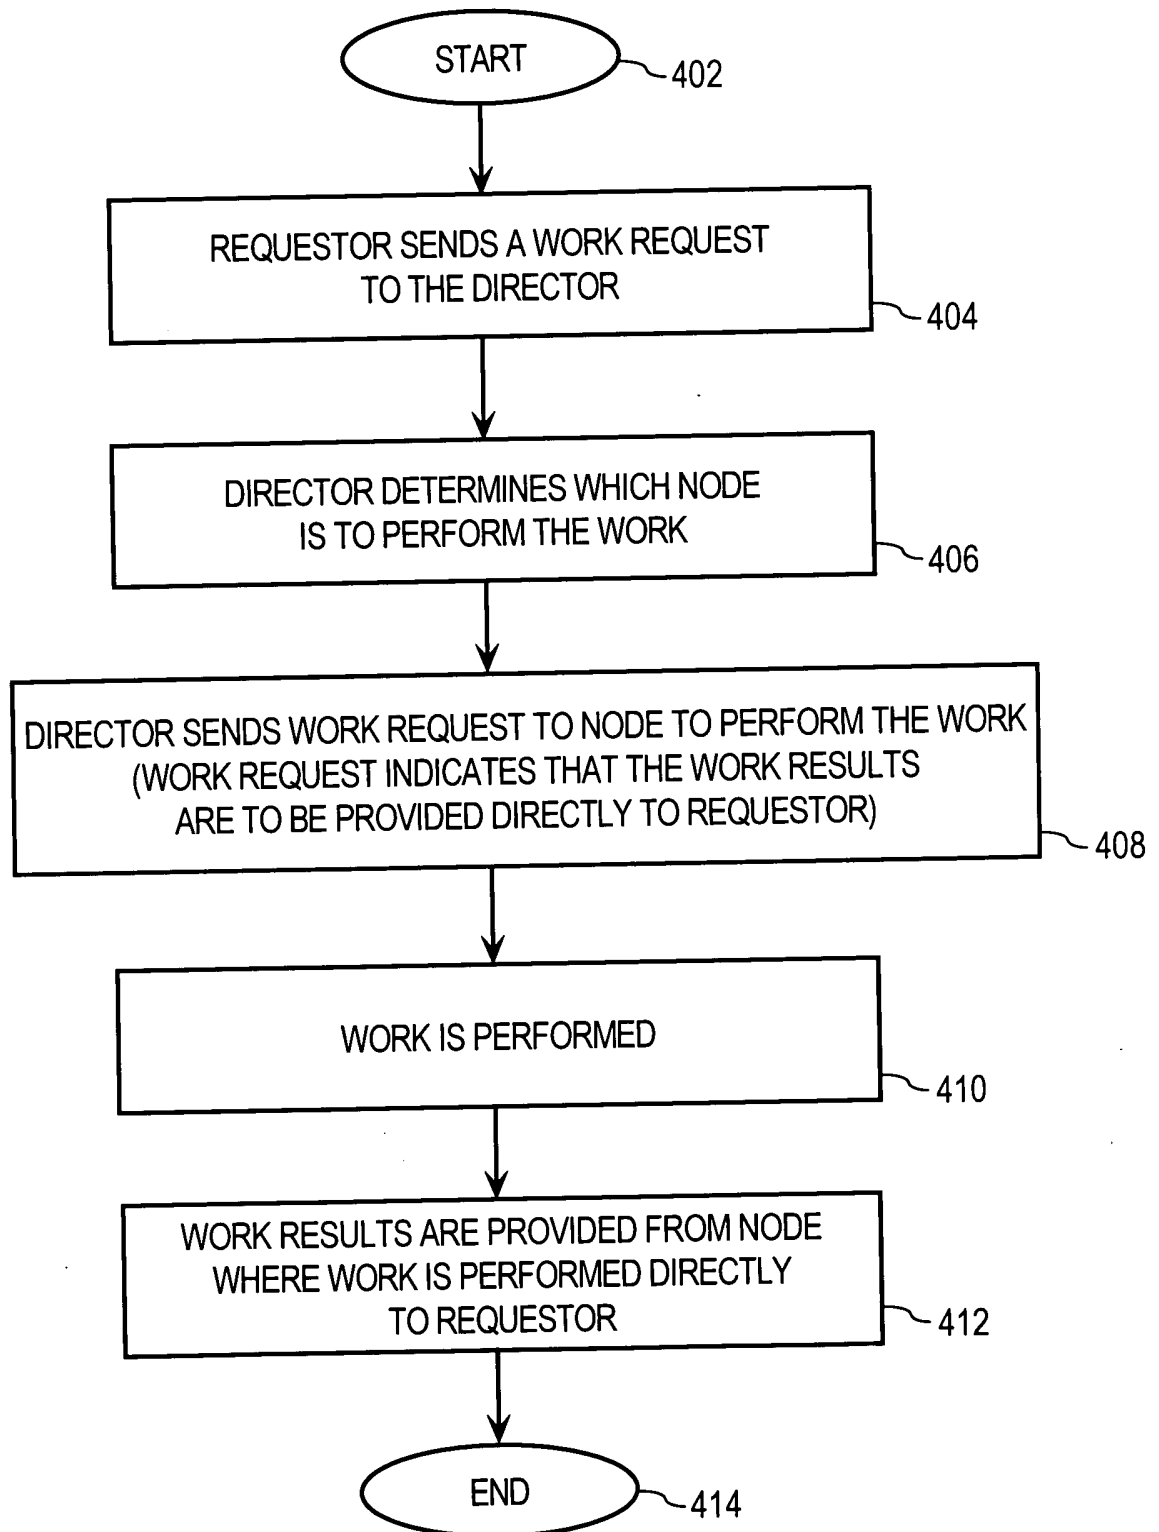 START
402
REQUESTOR SENDS A WORK REQUEST
TO THE DIRECTOR
404
DIRECTOR DETERMINES WHICH NODE
IS TO PERFORM THE WORK
406
DIRECTOR SENDS WORK REQUEST TO NODE TO PERFORM THE WORK
(WORK REQUEST INDICATES THAT THE WORK RESULTS
ARE TO BE PROVIDED DIRECTLY TO REQUESTOR)
408
WORK IS PERFORMED
410
WORK RESULTS ARE PROVIDED FROM NODE
WHERE WORK IS PERFORMED DIRECTLY
TO REQUESTOR
412
END
414